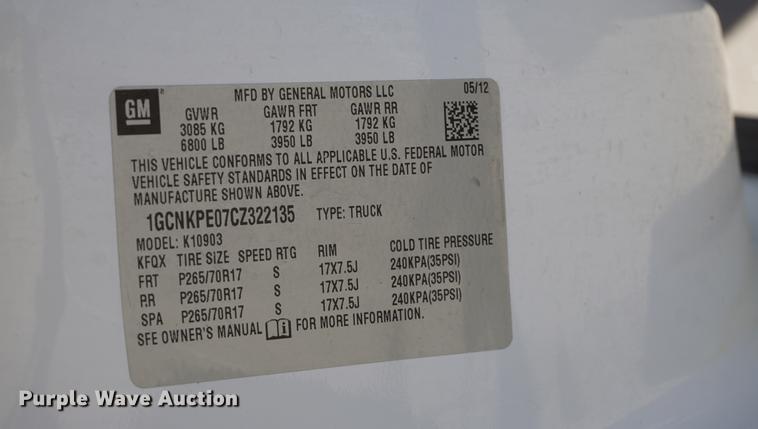 GM
MFD BY GENERAL MOTORS LLC 05/12
GVWR GAWR FRT GAWR RR
3085 KG 1792 KG 1792 KG
6800 LB 3950 LB 3950 LB
THIS VEHICLE CONFORMS TO ALL APPLICABLE U.S. FEDERAL MOTOR
VEHICLE SAFETY STANDARDS IN EFFECT ON THE DATE OF
MANUFACTURE SHOWN ABOVE.
1GCNKPE07CZ322135 TYPE: TRUCK
MODEL: K10903
KFQX TIRE SIZE SPEED RTG RIM COLD TIRE PRESSURE
FRT P265/70R17 S 17X7.5J 240KPA(35PSI)
RR P265/70R17 S 17X7.5J 240KPA(35PSI)
SPA P265/70R17 S 17X7.5J 240KPA(35PSI)
SEE OWNER'S MANUAL FOR MORE INFORMATION.
Purple Wave Auction